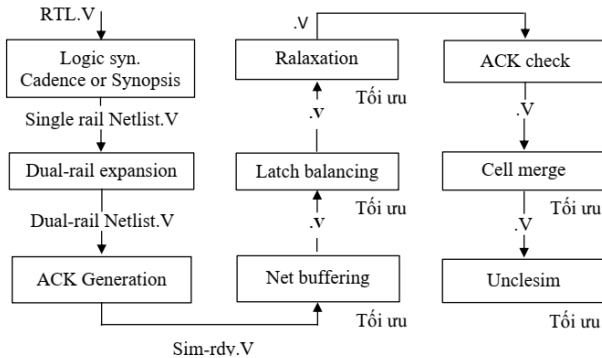 RTL.V
Logic syn.
Cadence or Synopsis
Single rail Netlist.V
Dual-rail expansion
Dual-rail Netlist.V
ACK Generation
Sim-rdy.V
Net buffering
Tối ưu
.v
Latch balancing
Tối ưu
.v
Ralaxation
Tối ưu
.V
ACK check
.V
Cell merge
Tối ưu
.V
Unclesim
Tối ưu